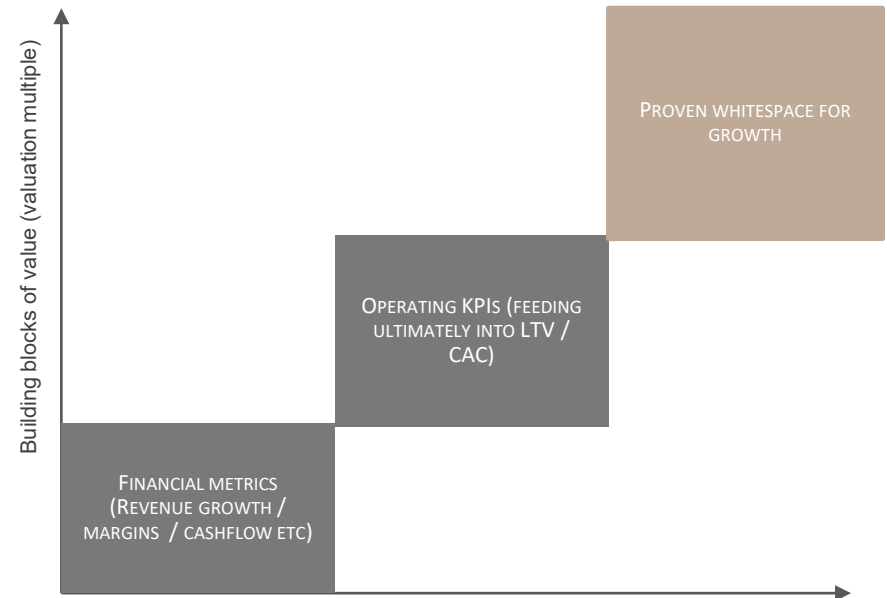 Building blocks of value (valuation multiple)
PROVEN WHITESPACE FOR
GROWTH
OPERATING KPIS (FEEDING
ULTIMATELY INTO LTV /
CAC)
FINANCIAL METRICS
(REVENUE GROWTH /
MARGINS / CASHFLOW ETC)